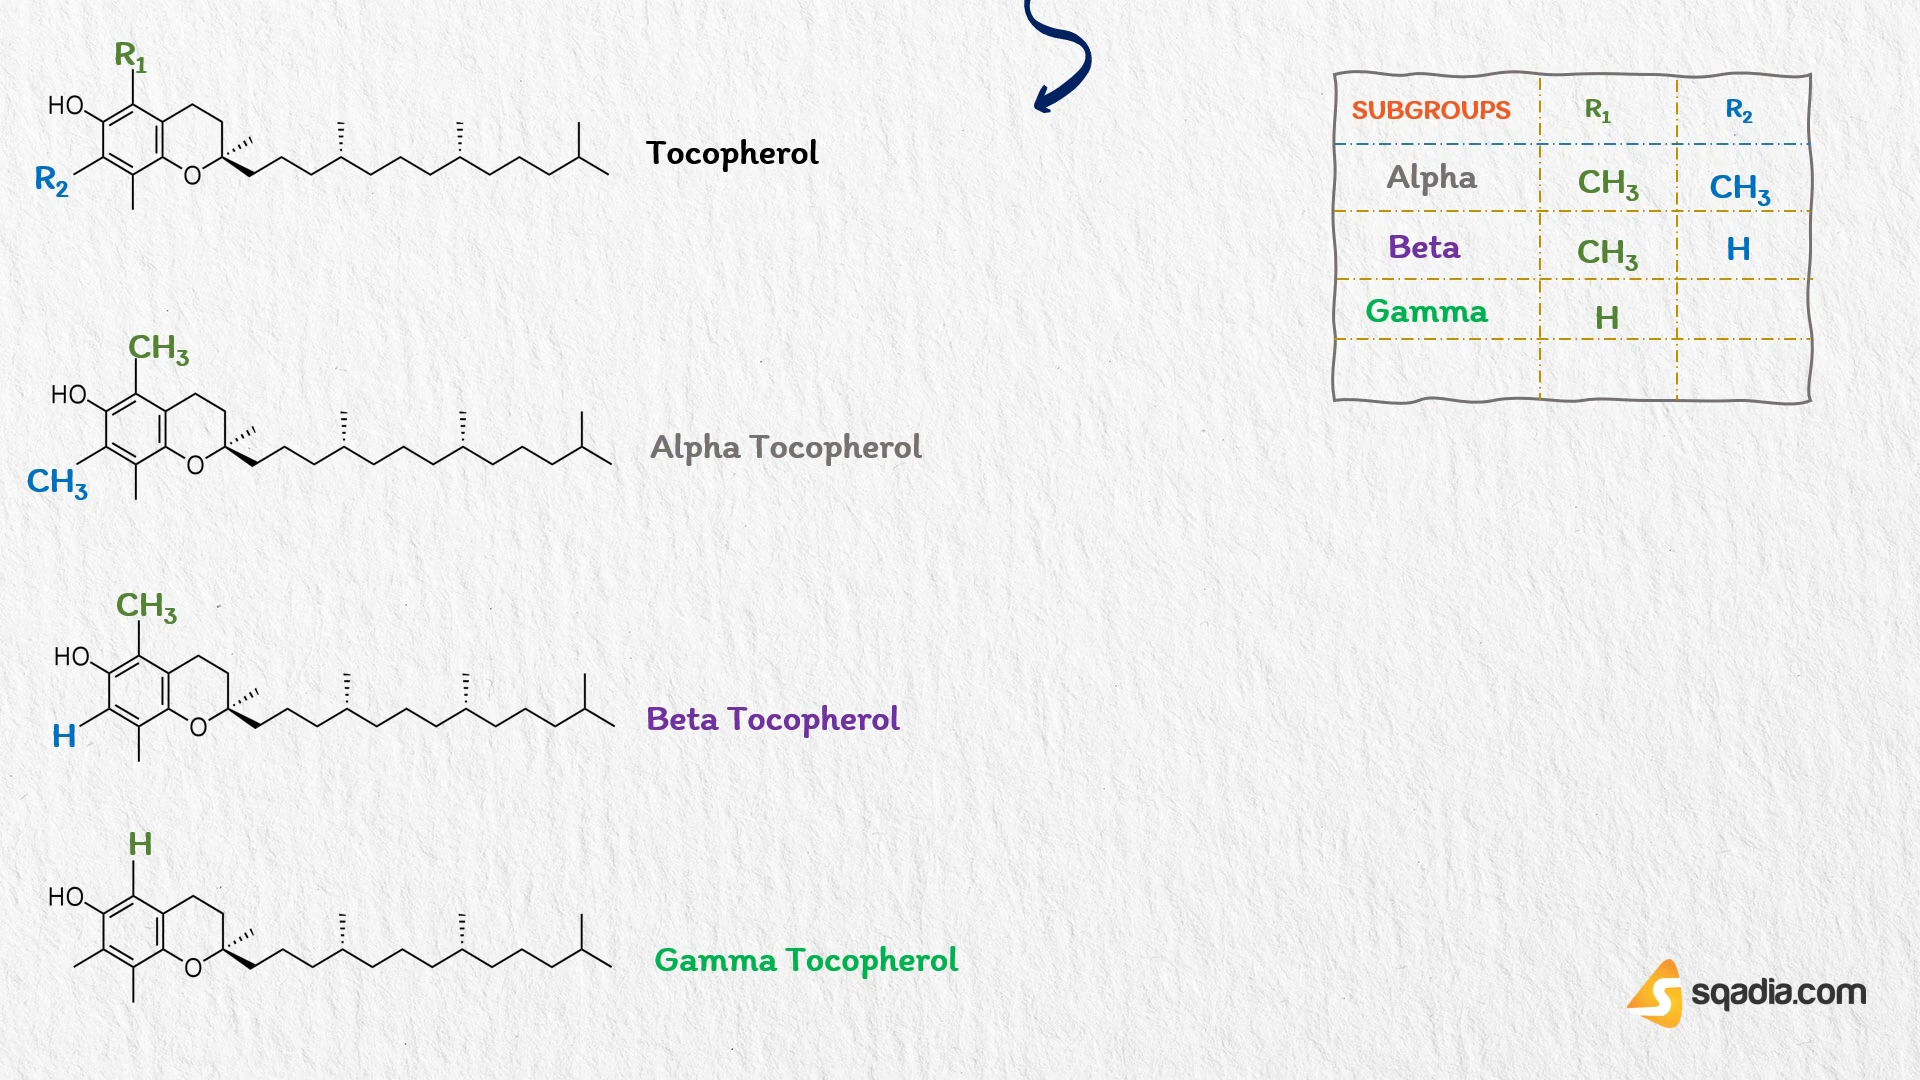 R₁
HO
R₂
O
Tocopherol
CH₃
HO
CH₃
O
Alpha Tocopherol
CH₃
HO
H
O
Beta Tocopherol
H
HO
O
Gamma Tocopherol
SUBGROUPS R₁ R₂
Alpha CH₃ CH₃
Beta CH₃ H
Gamma H
sqadia.com